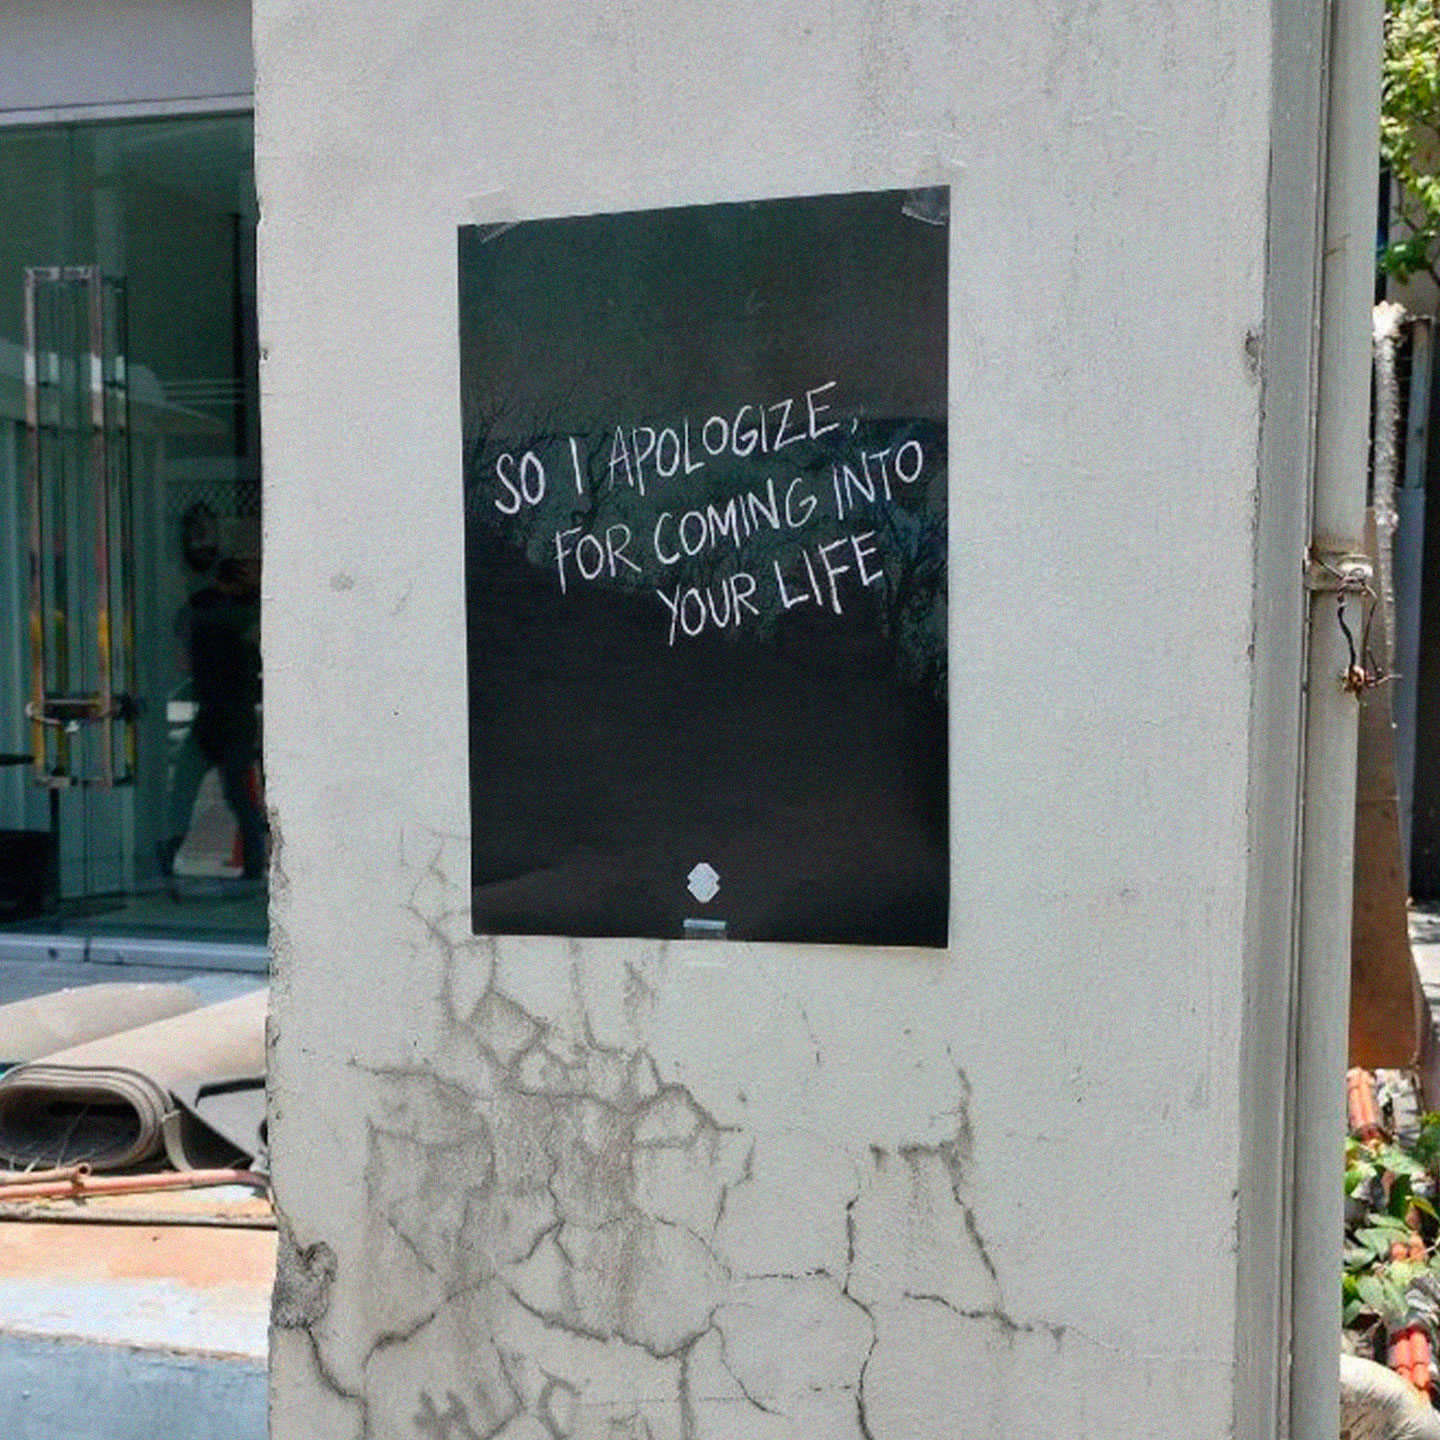 SO I APOLOGIZE,
FOR COMING INTO
YOUR LIFE